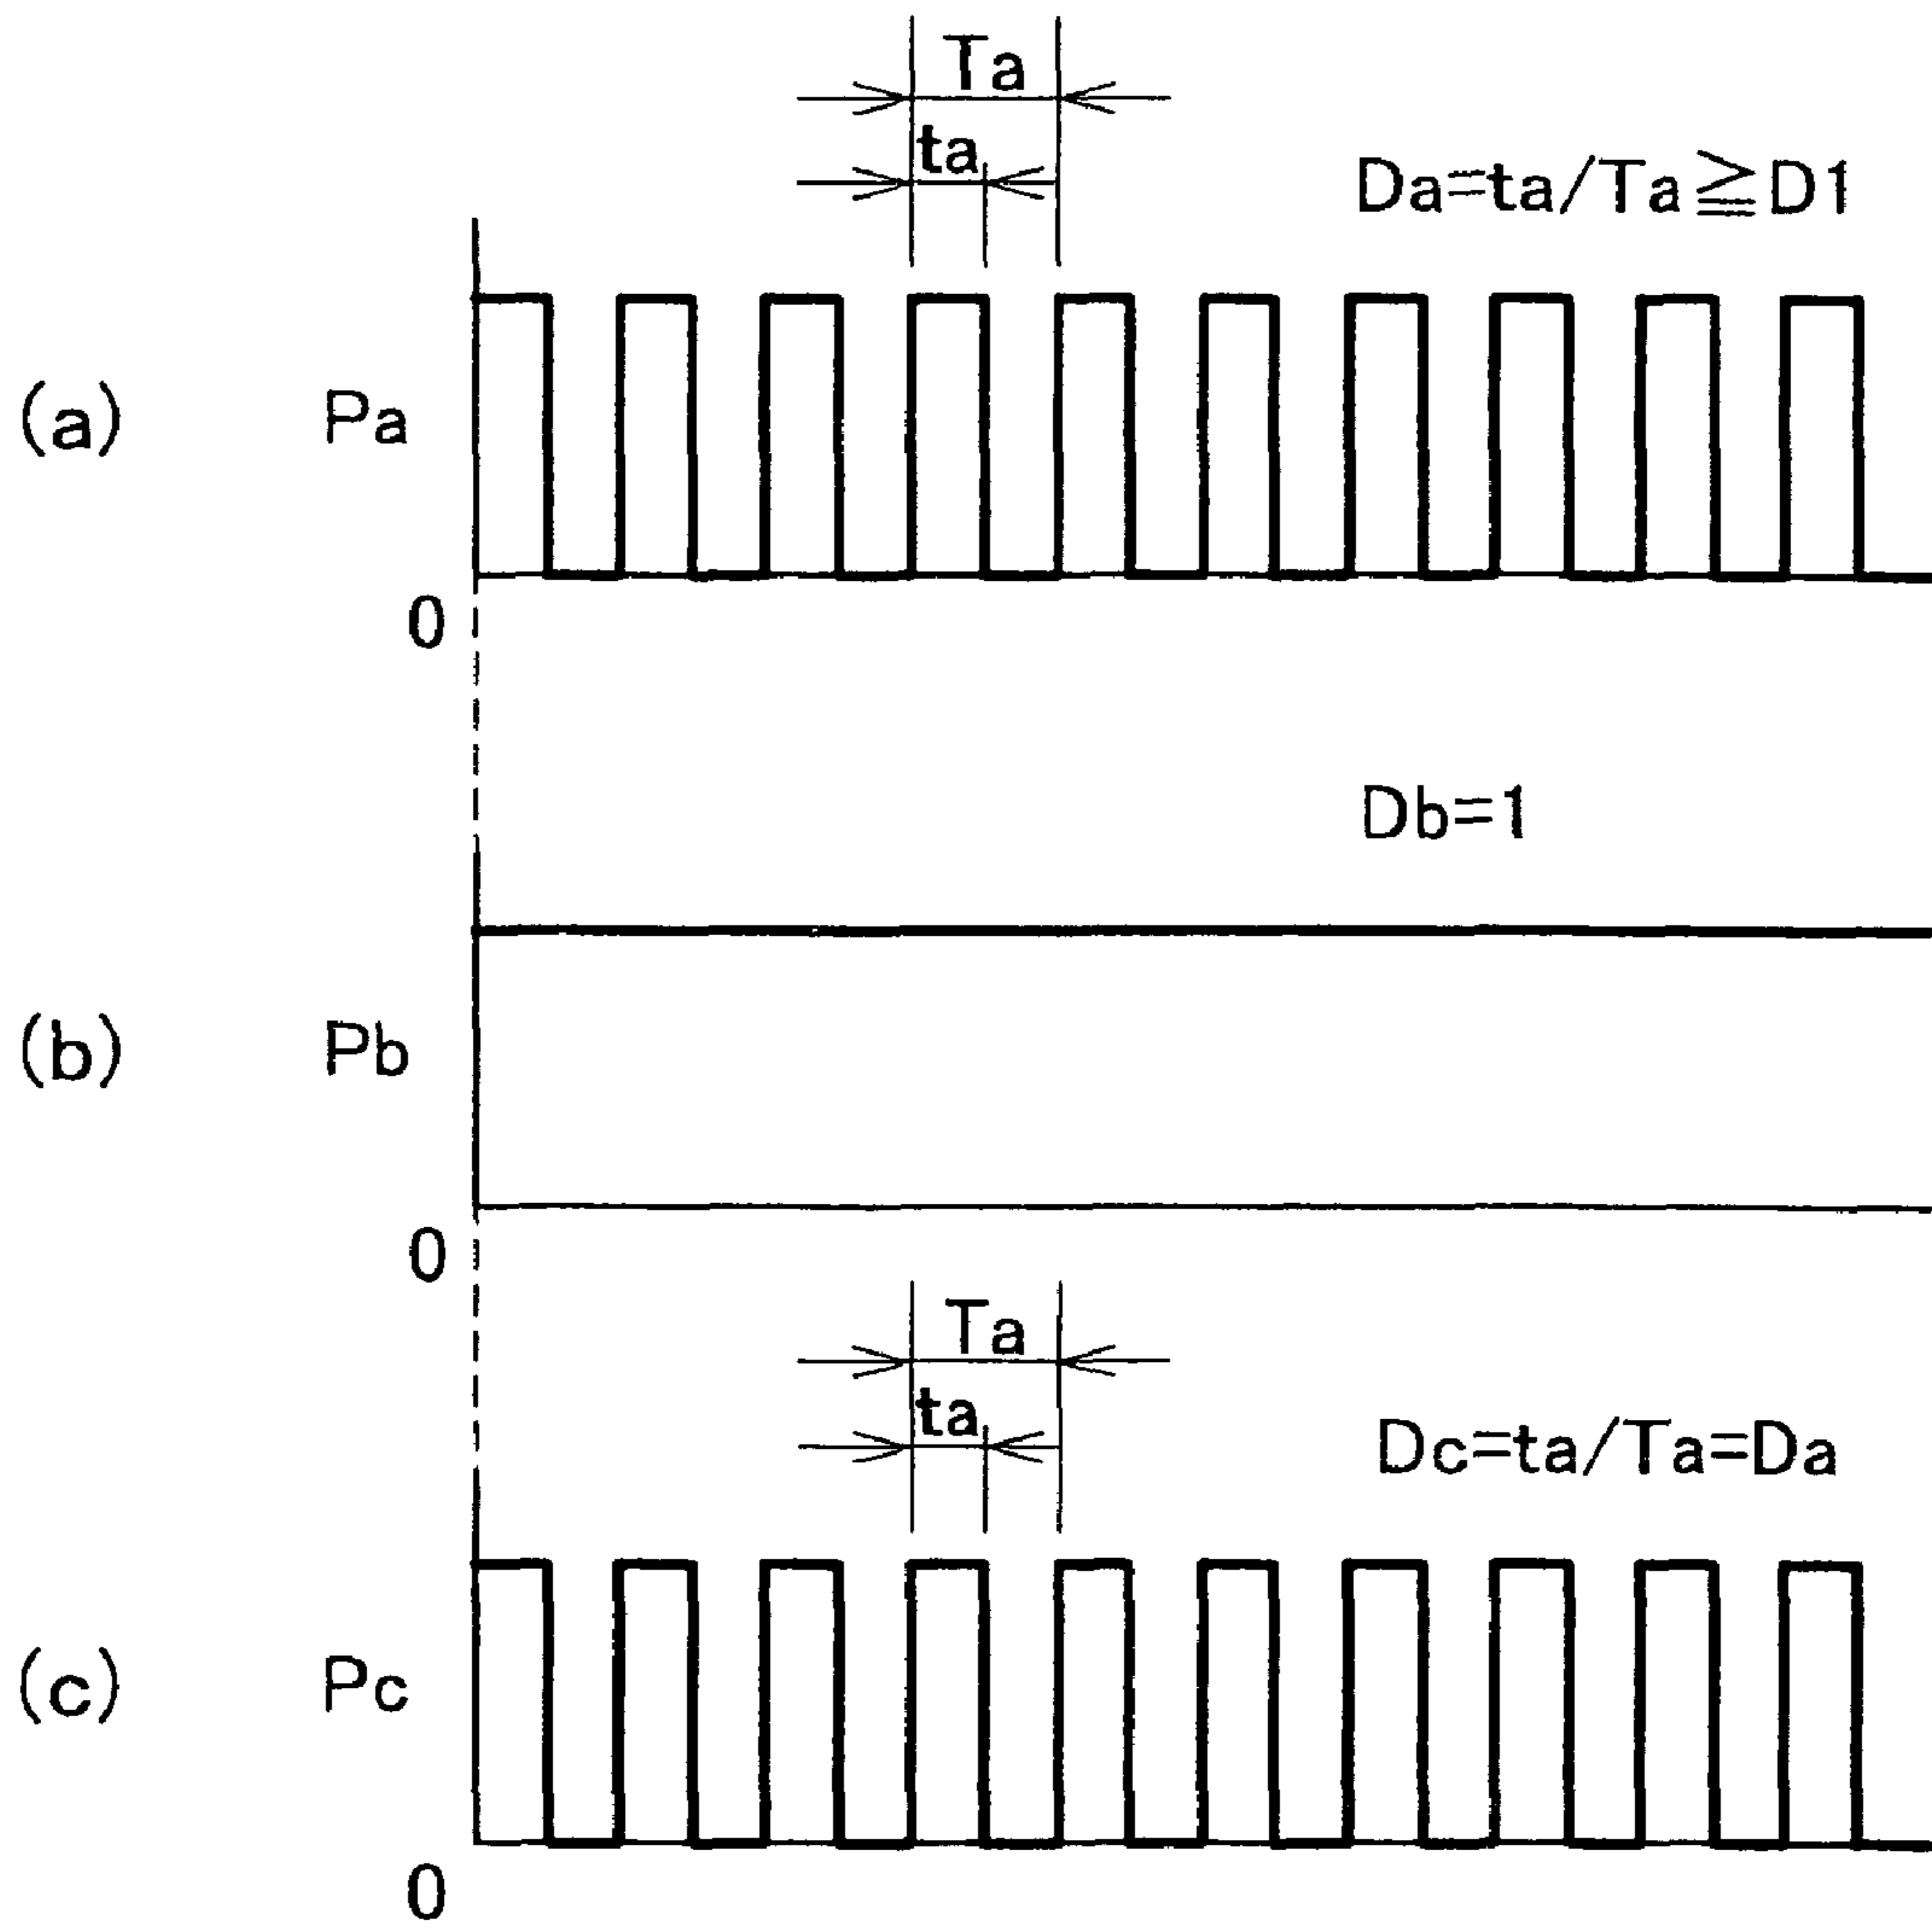 Ta
ta
Da=ta/Ta≧D1
(a)
Pa
0
Db=1
(b)
Pb
0
Ta
ta
Dc=ta/Ta=Da
(c)
Pc
0